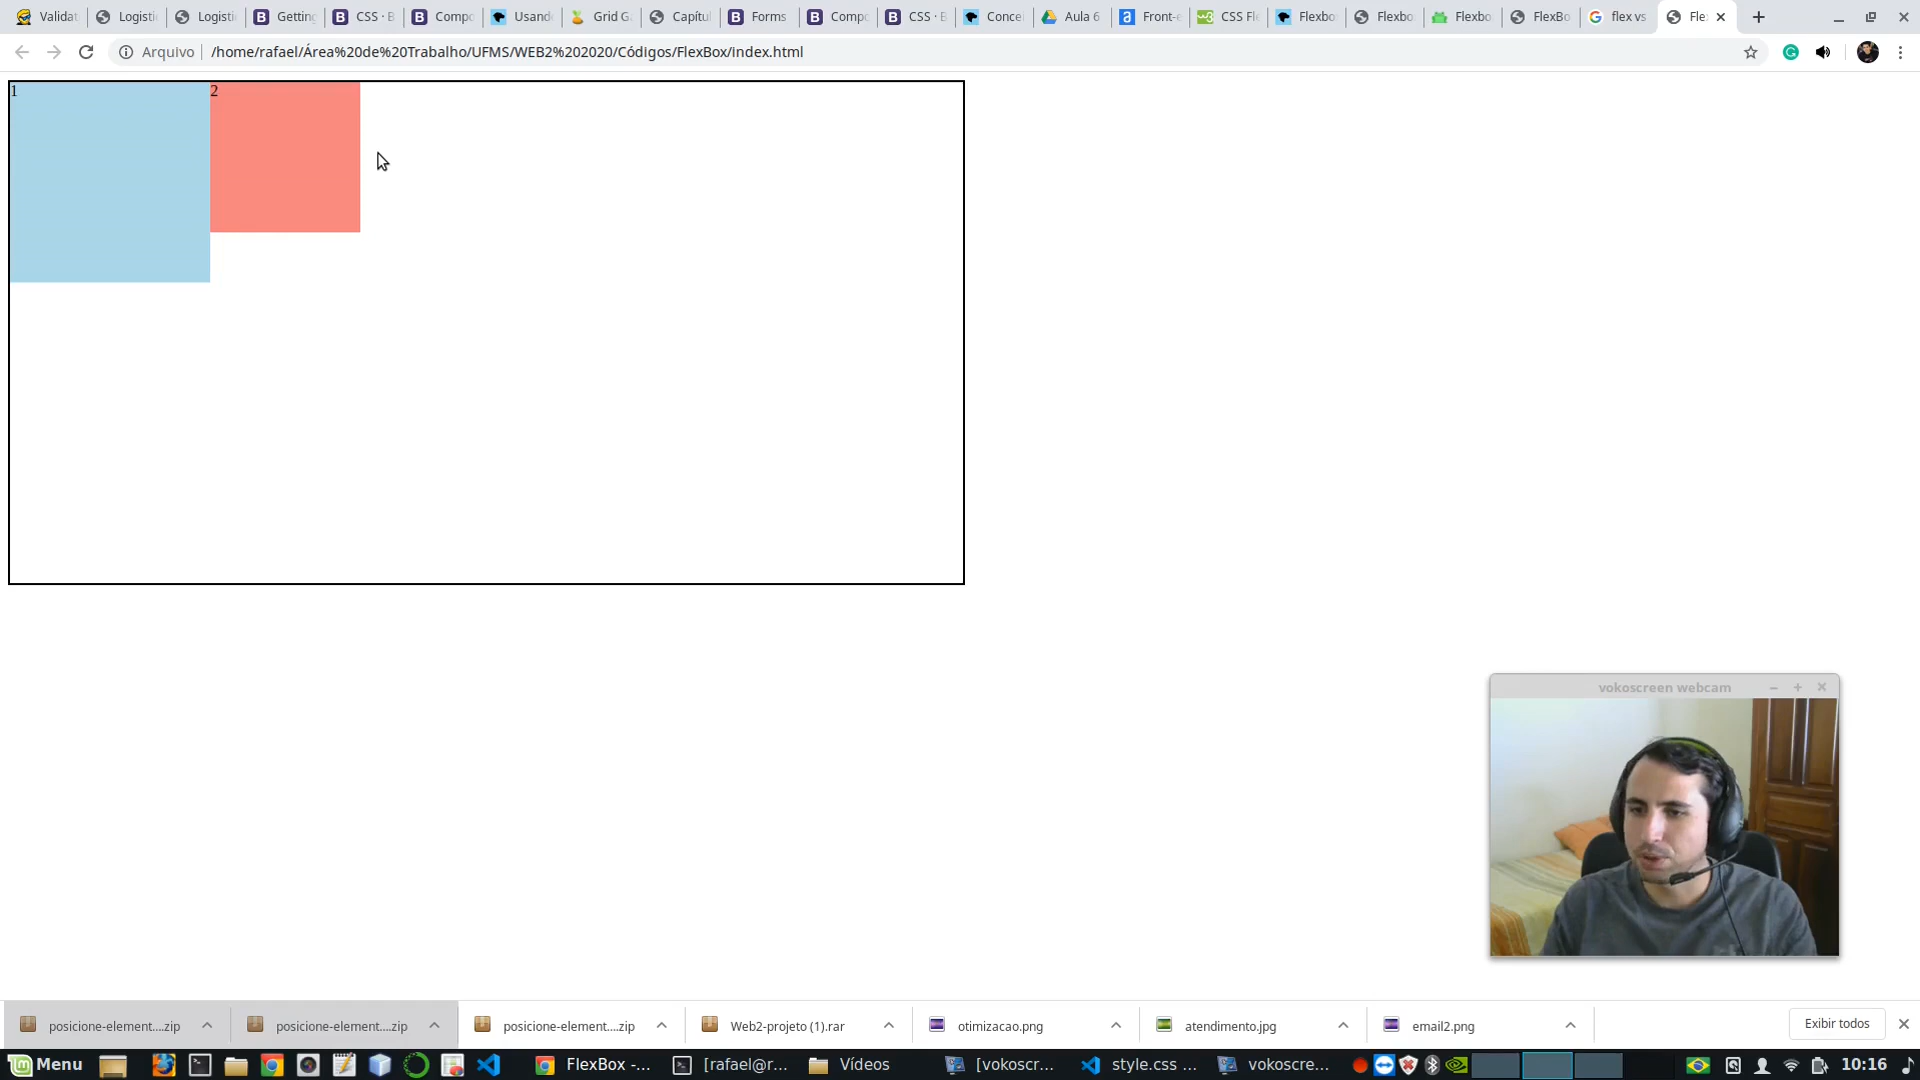 Validat
Logisti
Logisti
Getting
CSS · B
Compo
Usand
Grid G
Capítul
Forms
Compo
CSS · B
Concei
Aula 6
Front-e
CSS Fle
Flexbo
Flexbo
Flexbo
FlexBo
flex vs
Fle
Arquivo
/home/rafael/Área%20de%20Trabalho/UFMS/WEB2%202020/Códigos/FlexBox/index.html
1
2
vokoscreen webcam
posicione-element....zip
posicione-element....zip
posicione-element....zip
Web2-projeto (1).rar
otimizacao.png
atendimento.jpg
email2.png
Exibir todos
Menu
FlexBox -...
[rafael@r...
Vídeos
[vokoscr...
style.css ...
vokoscre...
10:16